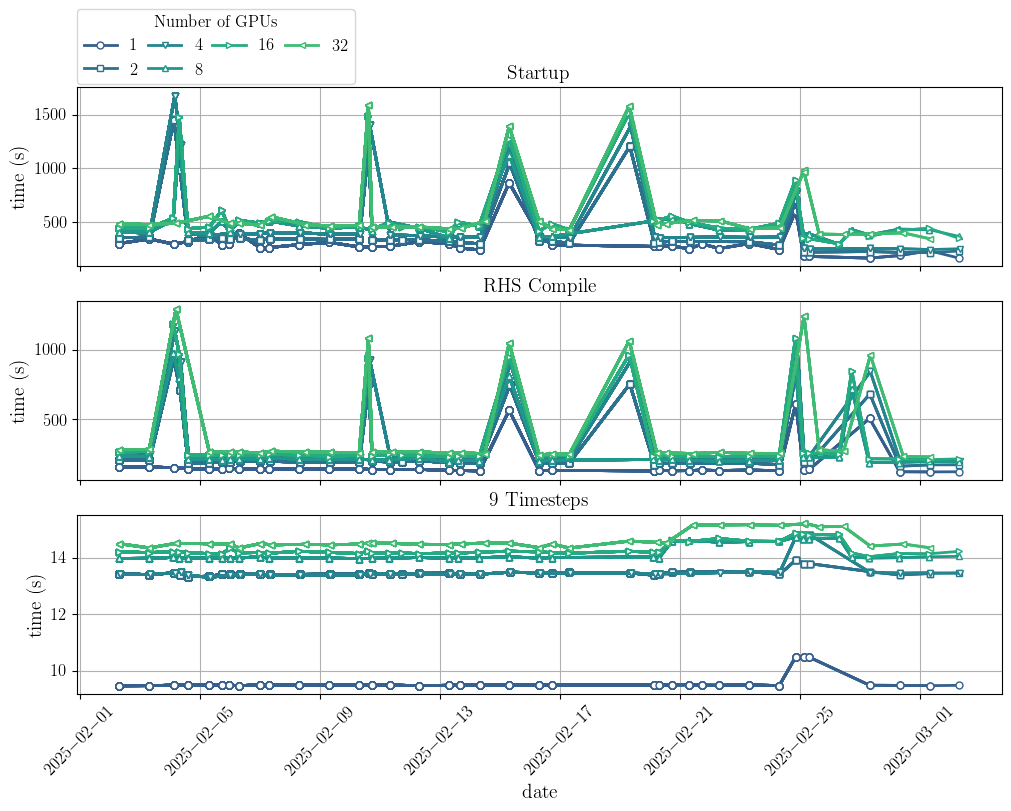 Number of GPUs
1 4 16 32
2 8
Startup
time (s)
1500
1000
500
RHS Compile
time (s)
1000
500
9 Timesteps
time (s)
14
12
10
2025−02−01
2025−02−05
2025−02−09
2025−02−13
2025−02−17
2025−02−21
2025−02−25
2025−03−01
date